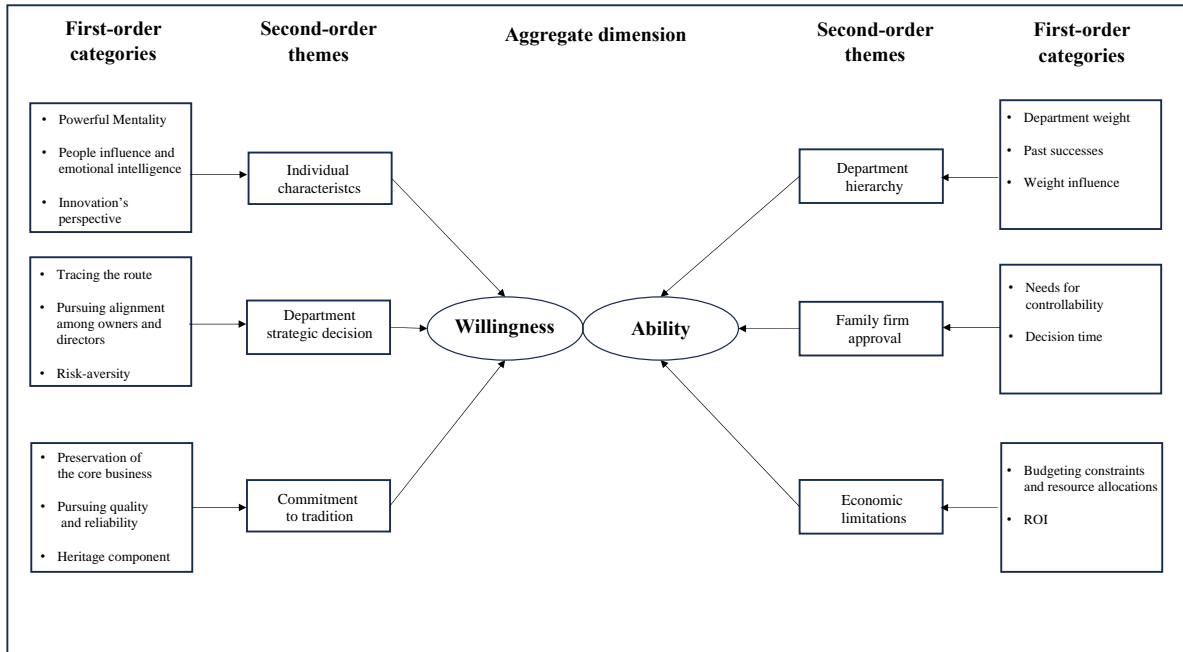 First-order
categories
Second-order
themes
Aggregate dimension
Second-order
themes
First-order
categories
• Powerful Mentality
• People influence and
emotional intelligence
• Innovation's
perspective
Individual
characteristcs
• Tracing the route
• Pursuing alignment
among owners and
directors
• Risk-aversity
Department
strategic decision
• Preservation of
the core business
• Pursuing quality
and reliability
• Heritage component
Commitment
to tradition
Willingness
Ability
Department
hierarchy
• Department weight
• Past successes
• Weight influence
Family firm
approval
• Needs for
controllability
• Decision time
Economic
limitations
• Budgeting constraints
and resource allocations
• ROI